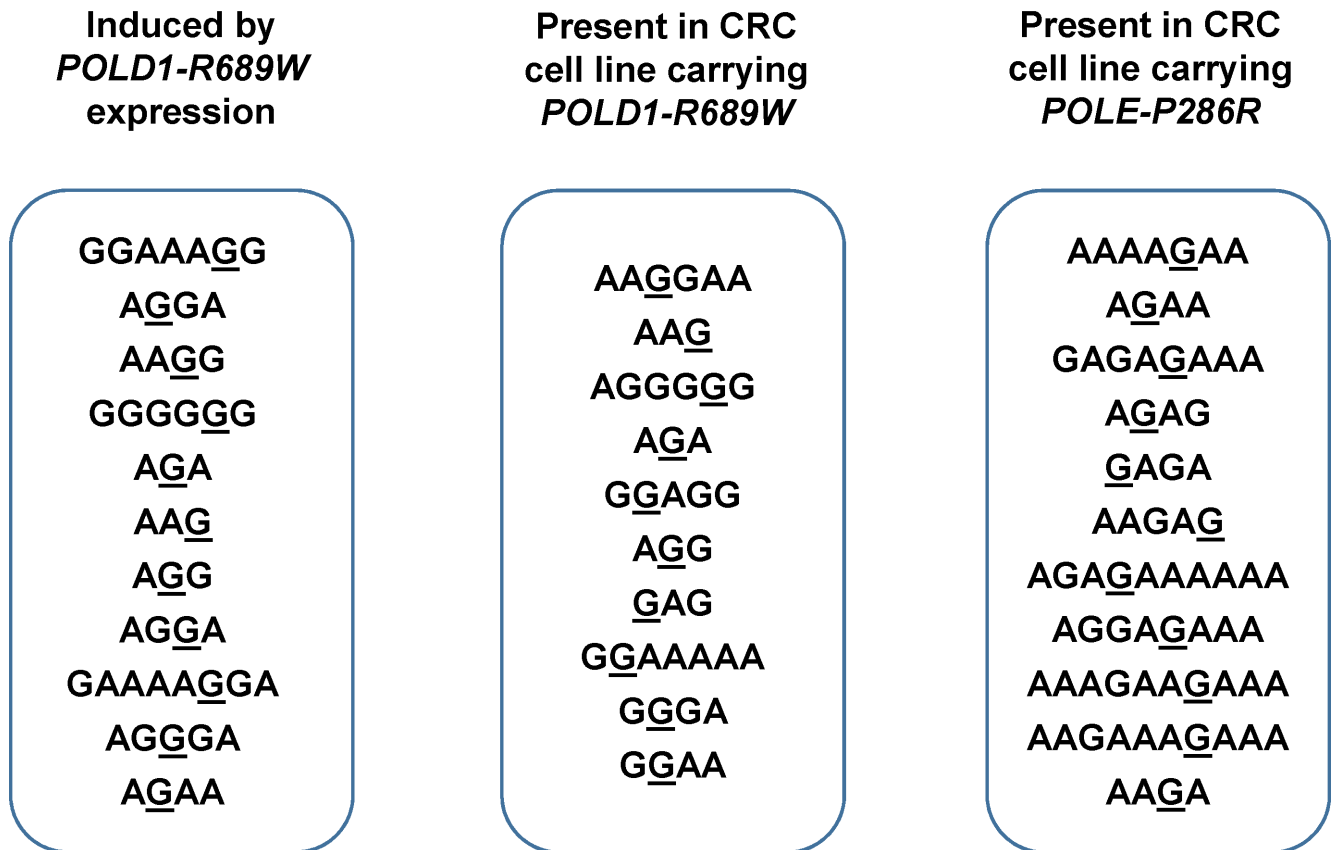 Induced by
POLD1-R689W
expression
GGAAAGG
AGGA
AAGG
GGGGGG
AGA
AAG
AGG
AGGA
GAAAAGGA
AGGGA
AGAA
Present in CRC
cell line carrying
POLD1-R689W
AAGGAA
AAG
AGGGGG
AGA
GGAGG
AGG
GAG
GGAAAAA
GGGA
GGAA
Present in CRC
cell line carrying
POLE-P286R
AAAAGAA
AGAA
GAGAGAAA
AGAG
GAGA
AAGAG
AGAGAAAAAA
AGGAGAAA
AAAGAAGAAA
AAGAAAGAAA
AAGA